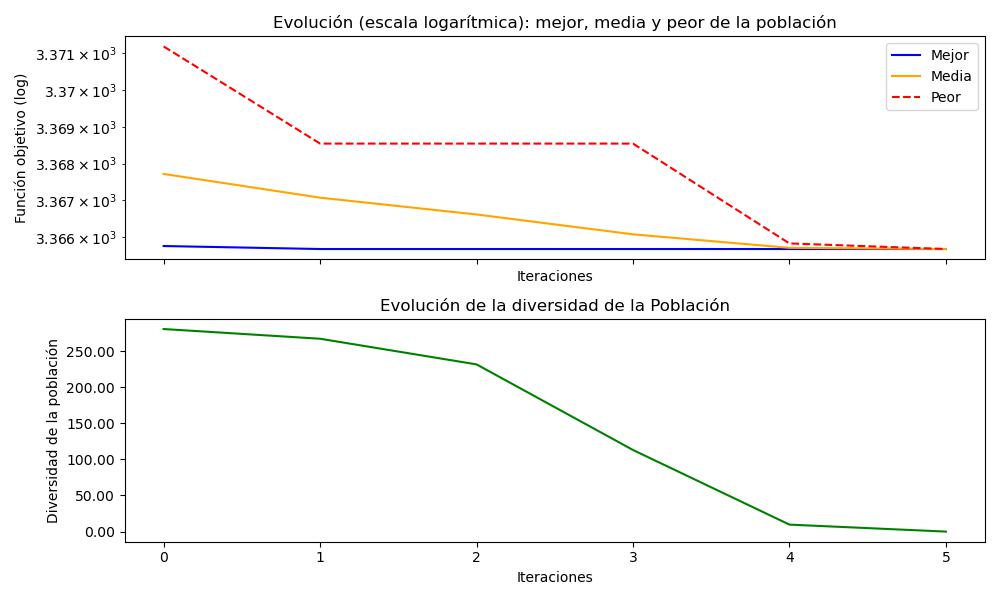 Evolución (escala logarítmica): mejor, media y peor de la población
Función objetivo (log)
3.371 × 10³
3.37 × 10³
3.369 × 10³
3.368 × 10³
3.367 × 10³
3.366 × 10³
Mejor
Media
Peor
Iteraciones
Evolución de la diversidad de la Población
Diversidad de la población
250.00
200.00
150.00
100.00
50.00
0.00
0 1 2 3 4 5
Iteraciones